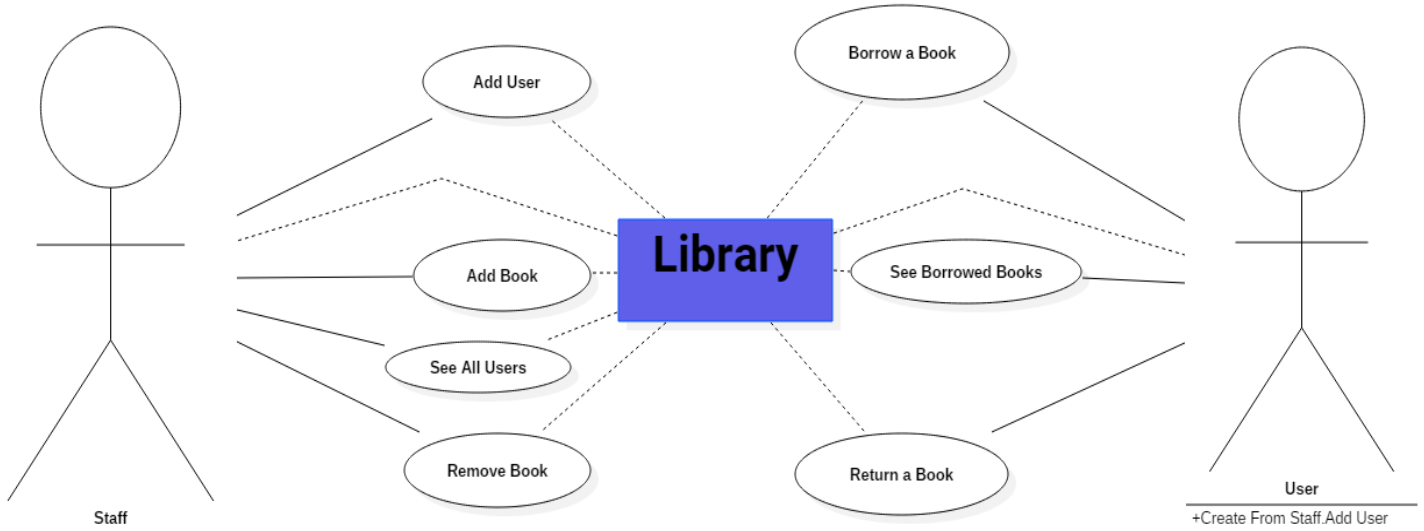 Borrow a Book
Add User
Library
Add Book
See Borrowed Books
See All Users
Remove Book
Return a Book
User
Staff
+Create From Staff.Add User